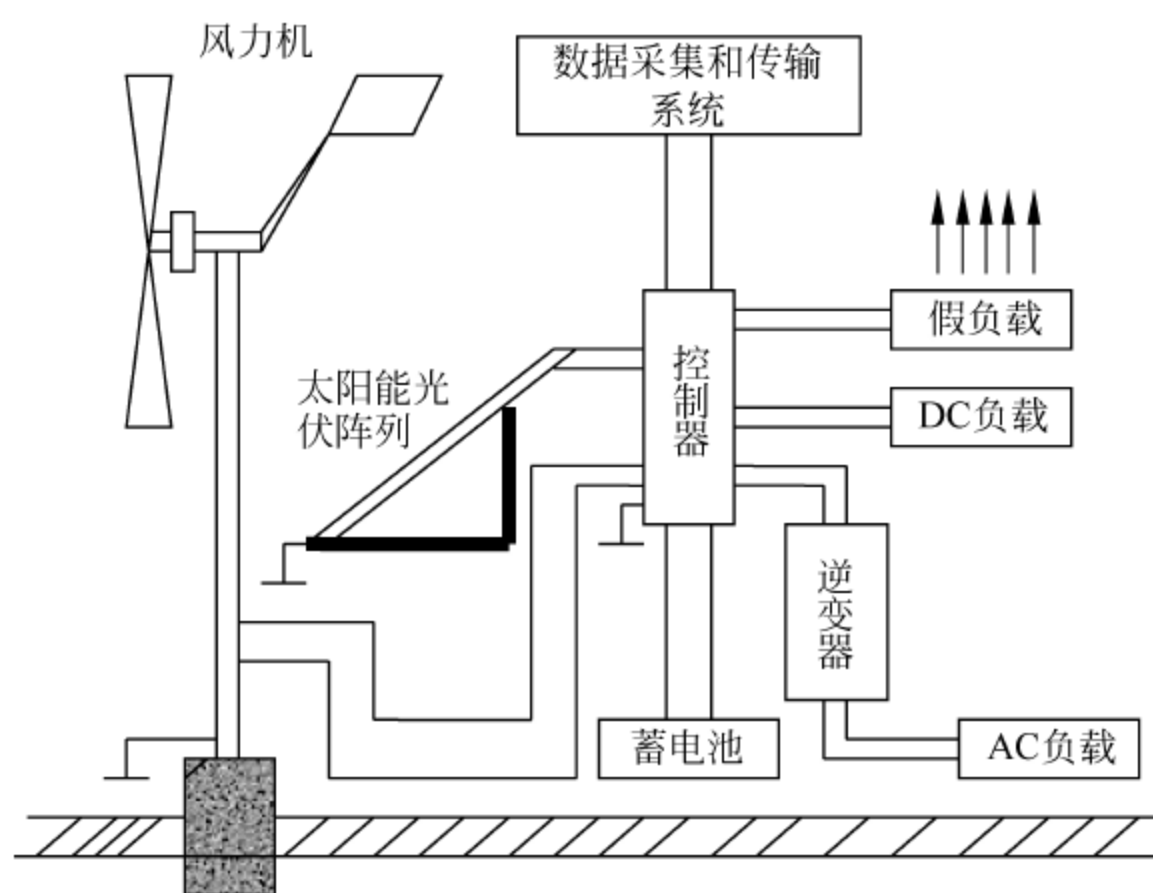 风力机
数据采集和传输
系统
假负载
太阳能光
伏阵列
控制器
DC负载
逆变器
蓄电池
AC负载